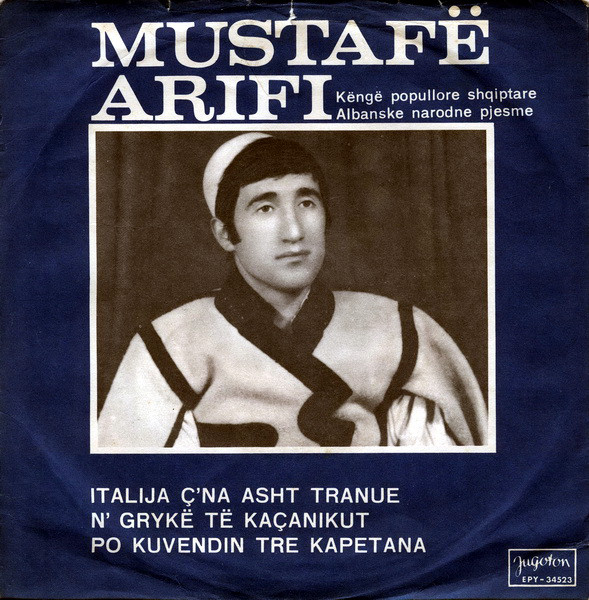 MUSTAFË
ARIFI
Këngë popullore shqiptare
Albanske narodne pjesme
ITALIJA Ç'NA ASHT TRANUE
N' GRYKË TË KAÇANIKUT
PO KUVENDIN TRE KAPETANA
Jugoton
EPY-34523